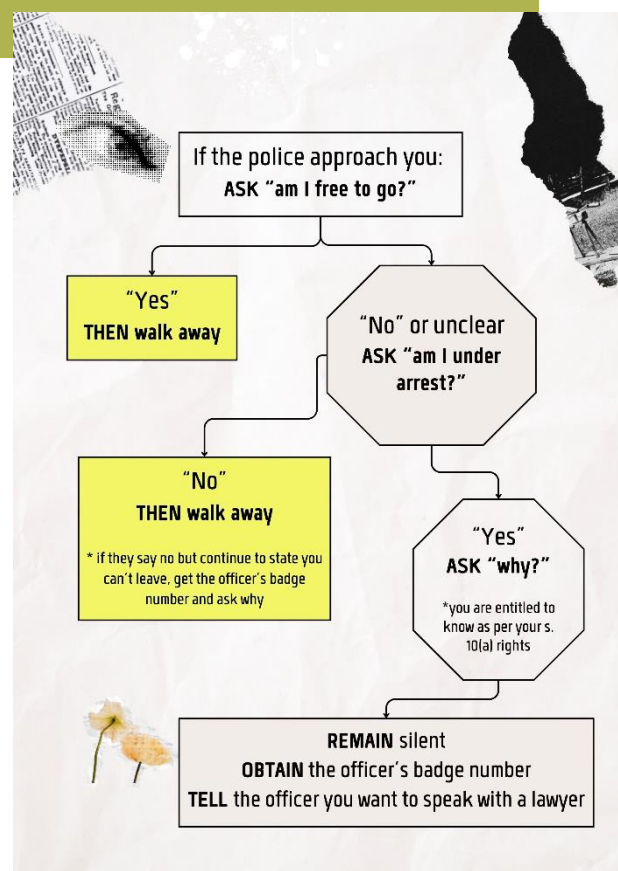 If the police approach you:
ASK "am I free to go?"
"Yes"
THEN walk away
"No" or unclear
ASK "am I under
arrest?"
"No"
THEN walk away
* if they say no but continue to state you
can't leave, get the officer's badge
number and ask why
"Yes"
ASK "why?"
*you are entitled to
know as per your s.
10(a) rights
REMAIN silent
OBTAIN the officer's badge number
TELL the officer you want to speak with a lawyer